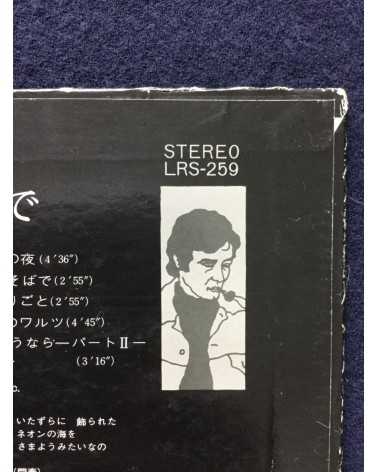 STEREO
LRS-259
で
の夜(4'36")
そばで(2'55")
りごと(2'55")
のワルツ(4'45")
うなら—パートII—
(3'16")
c.
いたずらに 飾られた
ネオンの海を
さまようみたいなの